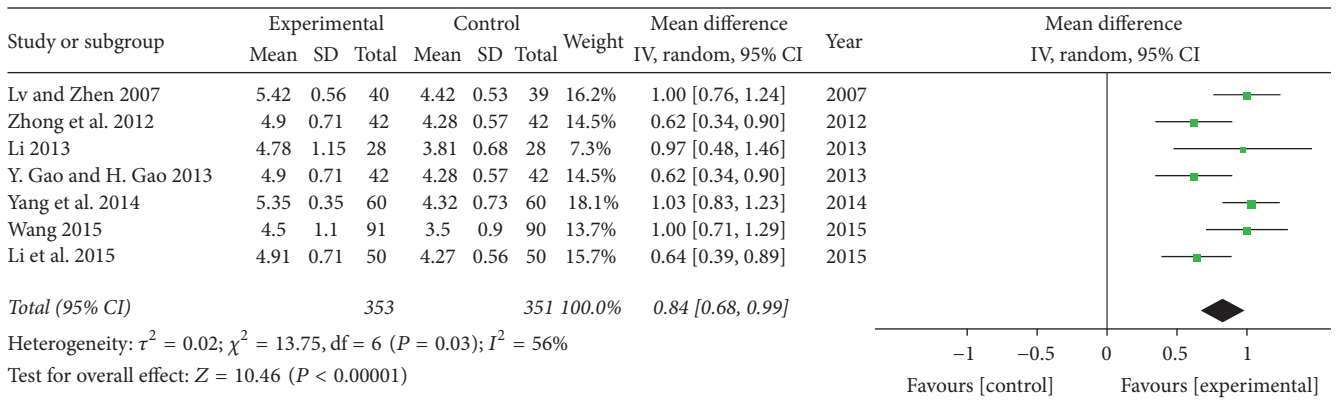 Study or subgroup Experimental Control Weight Mean difference Year Mean difference
Mean SD Total Mean SD Total IV, random, 95% CI IV, random, 95% CI
Lv and Zhen 2007 5.42 0.56 40 4.42 0.53 39 16.2% 1.00 [0.76, 1.24] 2007
Zhong et al. 2012 4.9 0.71 42 4.28 0.57 42 14.5% 0.62 [0.34, 0.90] 2012
Li 2013 4.78 1.15 28 3.81 0.68 28 7.3% 0.97 [0.48, 1.46] 2013
Y. Gao and H. Gao 2013 4.9 0.71 42 4.28 0.57 42 14.5% 0.62 [0.34, 0.90] 2013
Yang et al. 2014 5.35 0.35 60 4.32 0.73 60 18.1% 1.03 [0.83, 1.23] 2014
Wang 2015 4.5 1.1 91 3.5 0.9 90 13.7% 1.00 [0.71, 1.29] 2015
Li et al. 2015 4.91 0.71 50 4.27 0.56 50 15.7% 0.64 [0.39, 0.89] 2015
Total (95% CI) 353 351 100.0% 0.84 [0.68, 0.99]
Heterogeneity: τ² = 0.02; χ² = 13.75, df = 6 (P = 0.03); I² = 56%
Test for overall effect: Z = 10.46 (P < 0.00001)
−1 −0.5 0 0.5 1
Favours [control] Favours [experimental]